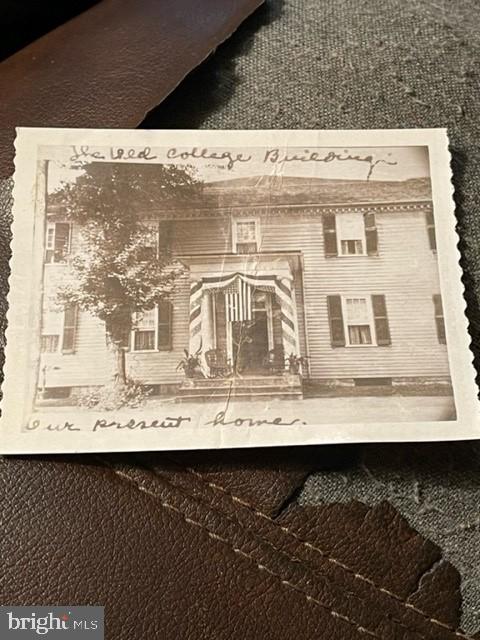 The Old College Building
Our present home.
bright MLS